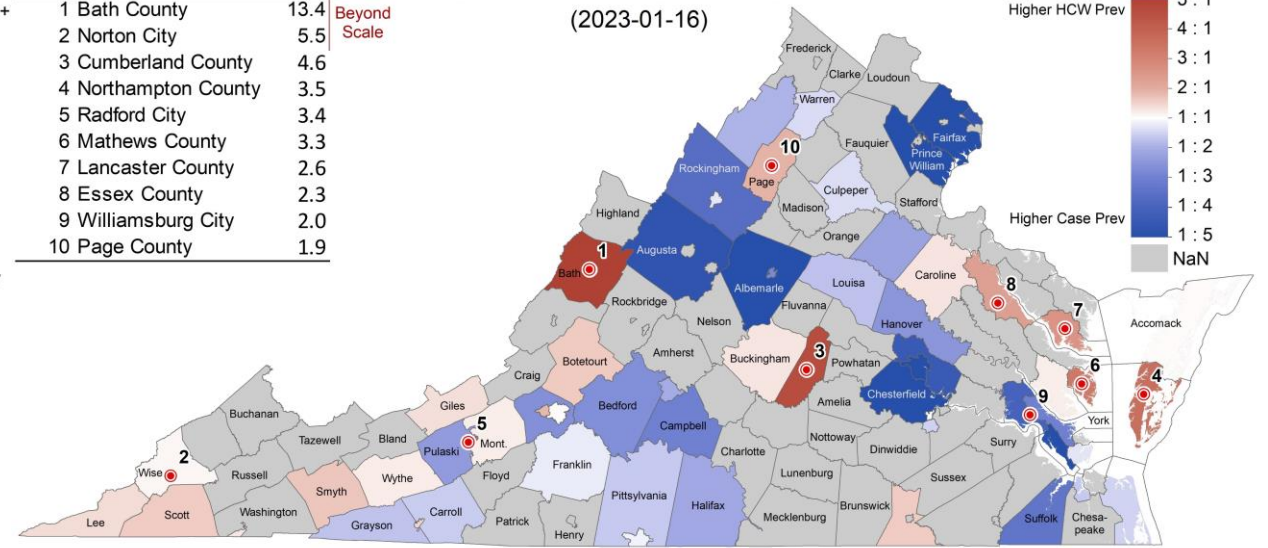 +
1 Bath County 13.4
2 Norton City 5.5
3 Cumberland County 4.6
4 Northampton County 3.5
5 Radford City 3.4
6 Mathews County 3.3
7 Lancaster County 2.6
8 Essex County 2.3
9 Williamsburg City 2.0
10 Page County 1.9
Beyond
Scale
(2023-01-16)
Higher HCW Prev
4 : 1
3 : 1
2 : 1
1 : 1
1 : 2
1 : 3
1 : 4
1 : 5
Higher Case Prev
NaN
Frederick
Clarke
Loudoun
Warren
Fauquier
Fairfax
Prince
William
10
Page
Rockingham
Culpeper
Stafford
Madison
Highland
Orange
1
Bath
Augusta
Albemarle
Louisa
Caroline
8
7
Rockbridge
Fluvanna
Nelson
Hanover
Accomack
Botetourt
Amherst
Buckingham
3
Powhatan
6
4
Craig
Giles
Bedford
Amelia
Chesterfield
9
York
Buchanan
5
Mont.
Pulaski
Campbell
Tazewell
Bland
Nottoway
Dinwiddie
Surry
Charlotte
2
Wise
Russell
Wythe
Floyd
Franklin
Lunenburg
Sussex
Smyth
Pittsylvania
Halifax
Brunswick
Lee
Scott
Washington
Grayson
Carroll
Patrick
Henry
Mecklenburg
Suffolk
Chesa-
peake